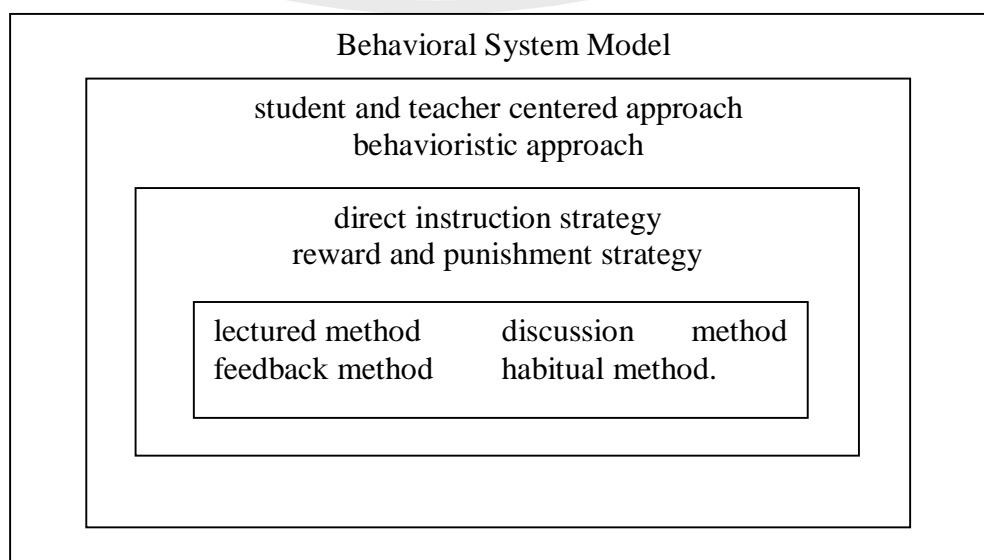 Behavioral System Model
student and teacher centered approach
behavioristic approach
direct instruction strategy
reward and punishment strategy
lectured method discussion method
feedback method habitual method.